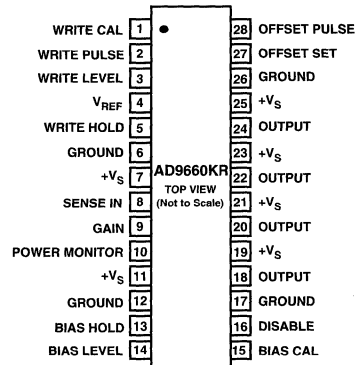 WRITE CAL 1 28 OFFSET PULSE
WRITE PULSE 2 27 OFFSET SET
WRITE LEVEL 3 26 GROUND
VREF 4 25 +VS
WRITE HOLD 5 24 OUTPUT
GROUND 6 23 +VS
+VS 7 AD9660KR 22 OUTPUT
TOP VIEW
SENSE IN 8 (Not to Scale) 21 +VS
GAIN 9 20 OUTPUT
POWER MONITOR 10 19 +VS
+VS 11 18 OUTPUT
GROUND 12 17 GROUND
BIAS HOLD 13 16 DISABLE
BIAS LEVEL 14 15 BIAS CAL